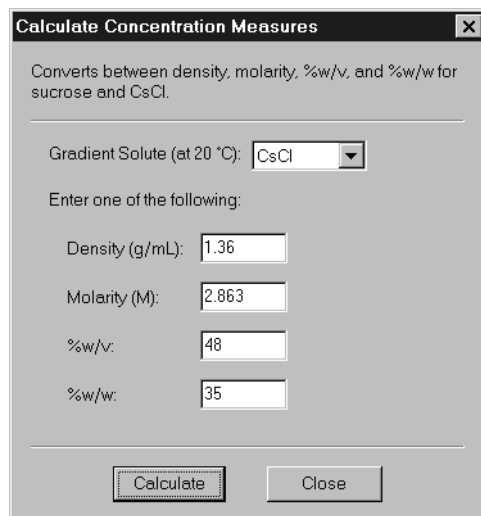 Calculate Concentration Measures
Converts between density, molarity, %w/v, and %w/w for
sucrose and CsCl.
Gradient Solute (at 20 °C): CsCl
Enter one of the following:
Density (g/mL): 1.36
Molarity (M): 2.863
%w/v: 48
%w/w: 35
Calculate Close